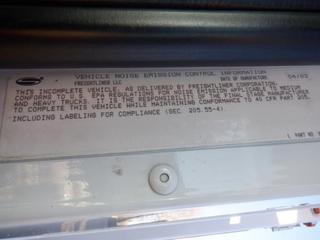 VEHICLE NOISE EMISSION CONTROL INFORMATION
FREIGHTLINER LLC DATE OF MANUFACTURE 04/02
THIS INCOMPLETE VEHICLE, AS DELIVERED BY FREIGHTLINER CORPORATION,
CONFORMS TO U.S. EPA REGULATIONS FOR NOISE EMISSION APPLICABLE TO MEDIUM
AND HEAVY TRUCKS. IT IS THE RESPONSIBILITY OF THE FINAL STAGE MANUFACTURER
TO COMPLETE THIS VEHICLE WHILE MAINTAINING CONFORMANCE TO 40 CFR PART 205,
INCLUDING LABELING FOR COMPLIANCE (SEC. 205.55-4).
PART